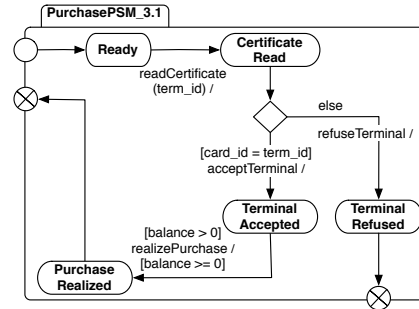 PurchasePSM_3.1
Ready
Certificate
Read
readCertificate
(term_id) /
else
refuseTerminal /
[card_id = term_id]
acceptTerminal /
Terminal
Accepted
Terminal
Refused
[balance > 0]
realizePurchase /
[balance >= 0]
Purchase
Realized